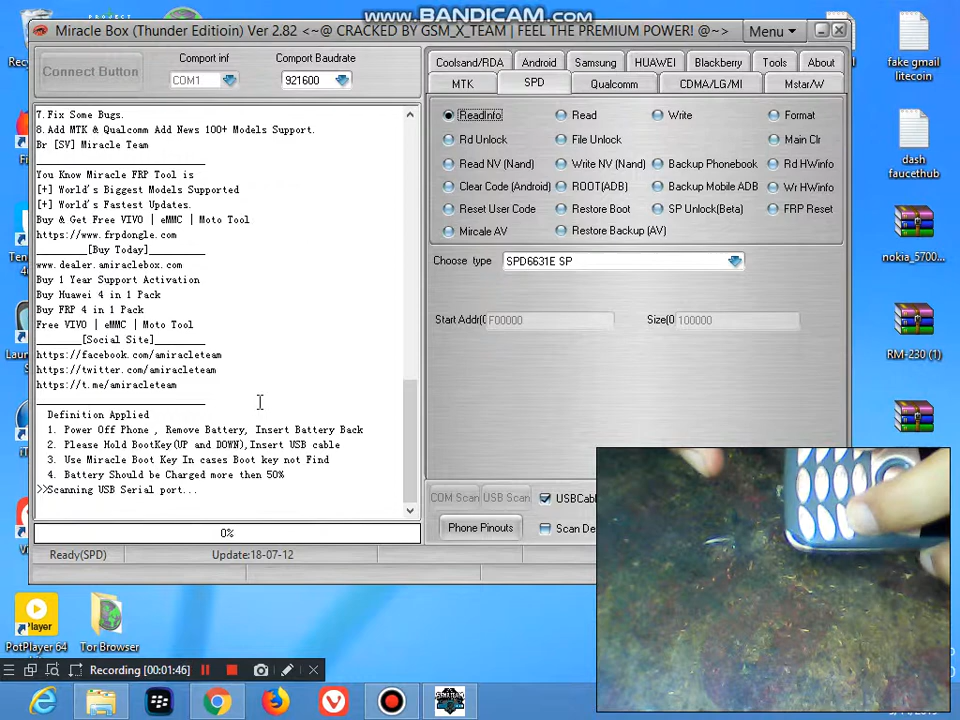 www.BANDICAM.com
Miracle Box (Thunder Editioin) Ver 2.82 <~@ CRACKED BY GSM_X_TEAM | FEEL THE PREMIUM POWER! @~>
Menu
Connect Button
Comport inf
Comport Baudrate
COM1
921600
Coolsand/RDA
Android
Samsung
HUAWEI
Blackberry
Tools
About
MTK
SPD
Qualcomm
CDMA/LG/MI
Mstar/W
7.Fix Some Bugs.
8.Add MTK & Qualcomm Add News 100+ Models Support.
Br [SV] Miracle Team
You Know Miracle FRP Tool is
[+] World's Biggest Models Supported
[+] World's Fastest Updates.
Buy & Get Free VIVO | eMMC | Moto Tool
https://www.frpdongle.com
________[Buy Today]________
www.dealer.amiraclebox.com
Buy 1 Year Support Activation
Buy Huawei 4 in 1 Pack
Buy FRP 4 in 1 Pack
Free VIVO | eMMC | Moto Tool
________[Social Site]________
https://facebook.com/amiracleteam
https://twitter.com/amiracleteam
https://t.me/amiracleteam
Definition Applied
1. Power Off Phone , Remove Battery, Insert Battery Back
2. Please Hold BootKey(UP and DOWN),Insert USB cable
3. Use Miracle Boot Key In cases Boot key not Find
4. Battery Should be Charged more then 50%
>>Scanning USB Serial port...
0%
Ready(SPD)
Update:18-07-12
ReadInfo
Read
Write
Format
Rd Unlock
File Unlock
Main Clr
Read NV (Nand)
Write NV (Nand)
Backup Phonebook
Rd HWinfo
Clear Code (Android)
ROOT(ADB)
Backup Mobile ADB
Wr HWinfo
Reset User Code
Restore Boot
SP Unlock(Beta)
FRP Reset
Mircale AV
Restore Backup (AV)
Choose type
SPD6631E SP
Start Addr(
F00000
Size(0
100000
COM Scan
USB Scan
USBCabl
Phone Pinouts
Scan De
fake gmail
litecoin
dash
faucethub
nokia_5700...
RM-230 (1)
PotPlayer 64
Tor Browser
Player
Recording [00:01:46]